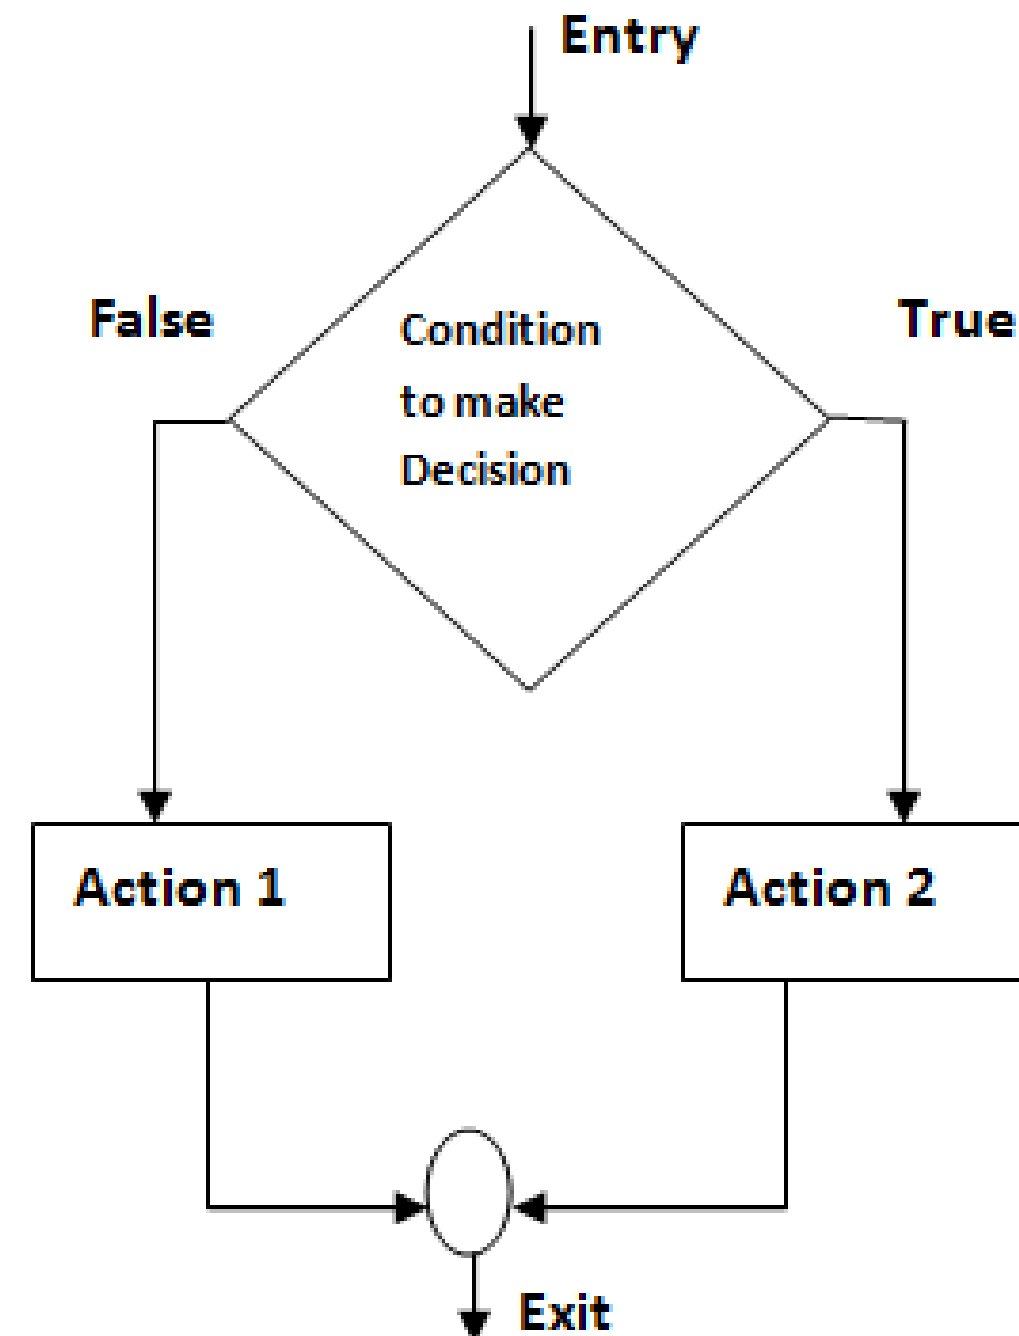 Entry
False
True
Condition
to make
Decision
Action 1
Action 2
Exit